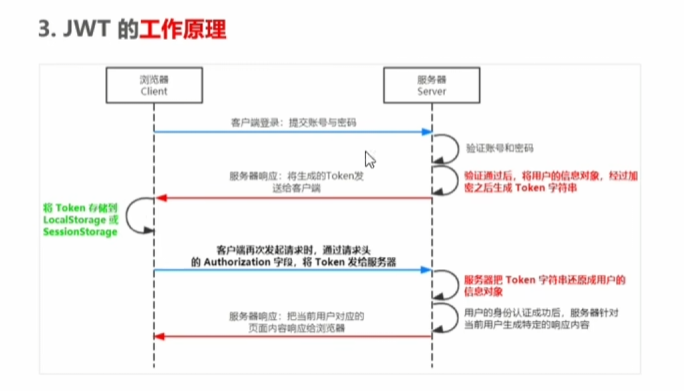 3. JWT 的工作原理
浏览器
Client
服务器
Server
客户端登录：提交账号与密码
验证账号和密码
服务器响应：将生成的Token发
送给客户端
验证通过后，将用户的信息对象，经过加
密之后生成 Token 字符串
将 Token 存储到
LocalStorage 或
SessionStorage
客户端再次发起请求时，通过请求头
的 Authorization 字段，将 Token 发给服务器
服务器把 Token 字符串还原成用户的
信息对象
服务器响应：把当前用户对应的
页面内容响应给浏览器
用户的身份认证成功后，服务器针对
当前用户生成特定的响应内容